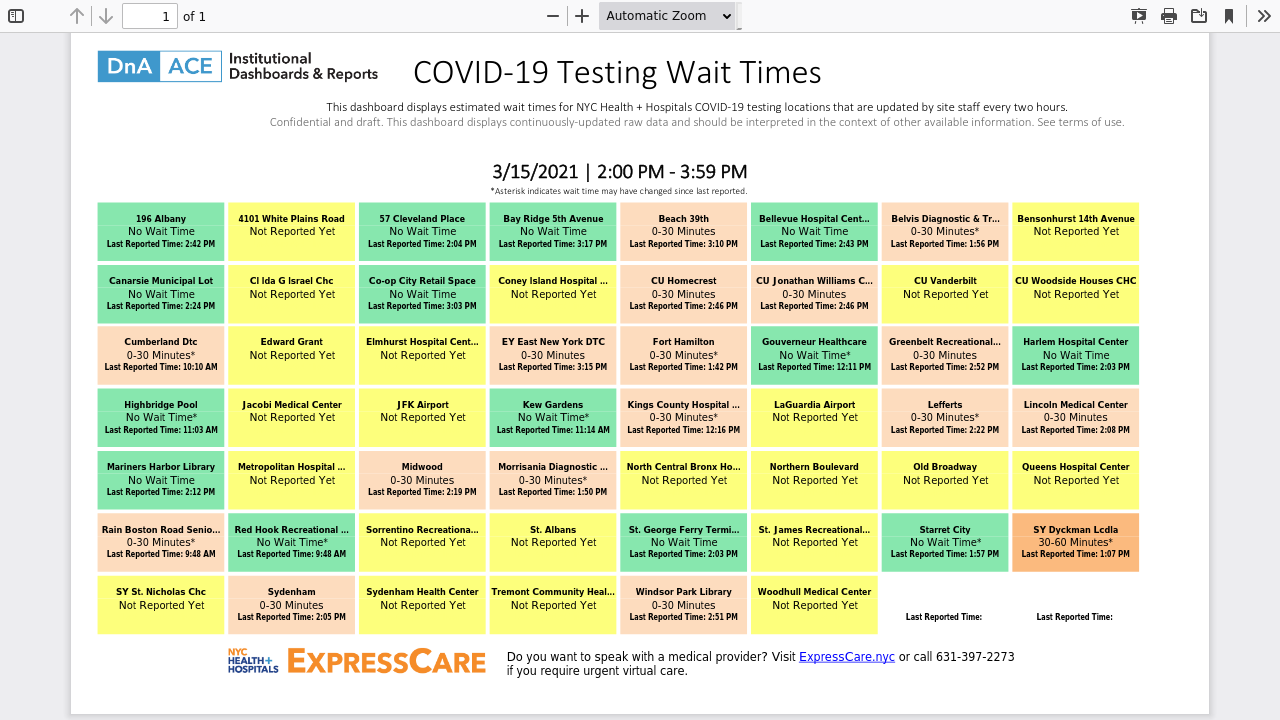 1 of 1 Automatic Zoom
DnA ACE Institutional
Dashboards & Reports
COVID-19 Testing Wait Times
This dashboard displays estimated wait times for NYC Health + Hospitals COVID-19 testing locations that are updated by site staff every two hours.
Confidential and draft. This dashboard displays continuously-updated raw data and should be interpreted in the context of other available information. See terms of use.
3/15/2021 | 2:00 PM - 3:59 PM
*Asterisk indicates wait time may have changed since last reported.
196 Albany
No Wait Time
Last Reported Time: 2:42 PM
4101 White Plains Road
Not Reported Yet
57 Cleveland Place
No Wait Time
Last Reported Time: 2:04 PM
Bay Ridge 5th Avenue
No Wait Time
Last Reported Time: 3:17 PM
Beach 39th
0-30 Minutes
Last Reported Time: 3:10 PM
Bellevue Hospital Cent...
No Wait Time
Last Reported Time: 2:43 PM
Belvis Diagnostic & Tr...
0-30 Minutes*
Last Reported Time: 1:56 PM
Bensonhurst 14th Avenue
Not Reported Yet
Canarsie Municipal Lot
No Wait Time
Last Reported Time: 2:24 PM
CI Ida G Israel Chc
Not Reported Yet
Co-op City Retail Space
No Wait Time
Last Reported Time: 3:03 PM
Coney Island Hospital ...
Not Reported Yet
CU Homecrest
0-30 Minutes
Last Reported Time: 2:46 PM
CU Jonathan Williams C...
0-30 Minutes
Last Reported Time: 2:46 PM
CU Vanderbilt
Not Reported Yet
CU Woodside Houses CHC
Not Reported Yet
Cumberland Dtc
0-30 Minutes*
Last Reported Time: 10:10 AM
Edward Grant
Not Reported Yet
Elmhurst Hospital Cent...
Not Reported Yet
EY East New York DTC
0-30 Minutes
Last Reported Time: 3:15 PM
Fort Hamilton
0-30 Minutes*
Last Reported Time: 1:42 PM
Gouverneur Healthcare
No Wait Time*
Last Reported Time: 12:11 PM
Greenbelt Recreational...
0-30 Minutes
Last Reported Time: 2:52 PM
Harlem Hospital Center
No Wait Time
Last Reported Time: 2:03 PM
Highbridge Pool
No Wait Time*
Last Reported Time: 11:03 AM
Jacobi Medical Center
Not Reported Yet
JFK Airport
Not Reported Yet
Kew Gardens
No Wait Time*
Last Reported Time: 11:14 AM
Kings County Hospital ...
0-30 Minutes*
Last Reported Time: 12:16 PM
LaGuardia Airport
Not Reported Yet
Lefferts
0-30 Minutes*
Last Reported Time: 2:22 PM
Lincoln Medical Center
0-30 Minutes
Last Reported Time: 2:08 PM
Mariners Harbor Library
No Wait Time
Last Reported Time: 2:12 PM
Metropolitan Hospital ...
Not Reported Yet
Midwood
0-30 Minutes
Last Reported Time: 2:19 PM
Morrisania Diagnostic ...
0-30 Minutes*
Last Reported Time: 1:50 PM
North Central Bronx Ho...
Not Reported Yet
Northern Boulevard
Not Reported Yet
Old Broadway
Not Reported Yet
Queens Hospital Center
Not Reported Yet
Rain Boston Road Senio...
0-30 Minutes*
Last Reported Time: 9:48 AM
Red Hook Recreational ...
No Wait Time*
Last Reported Time: 9:48 AM
Sorrentino Recreationa...
Not Reported Yet
St. Albans
Not Reported Yet
St. George Ferry Termi...
No Wait Time
Last Reported Time: 2:03 PM
St. James Recreational...
Not Reported Yet
Starret City
No Wait Time*
Last Reported Time: 1:57 PM
SY Dyckman Lcdla
30-60 Minutes*
Last Reported Time: 1:07 PM
SY St. Nicholas Chc
Not Reported Yet
Sydenham
0-30 Minutes
Last Reported Time: 2:05 PM
Sydenham Health Center
Not Reported Yet
Tremont Community Heal...
Not Reported Yet
Windsor Park Library
0-30 Minutes
Last Reported Time: 2:51 PM
Woodhull Medical Center
Not Reported Yet
Last Reported Time:
Last Reported Time:
NYC
HEALTH+
HOSPITALS
EXPRESSCARE
Do you want to speak with a medical provider? Visit ExpressCare.nyc or call 631-397-2273
if you require urgent virtual care.